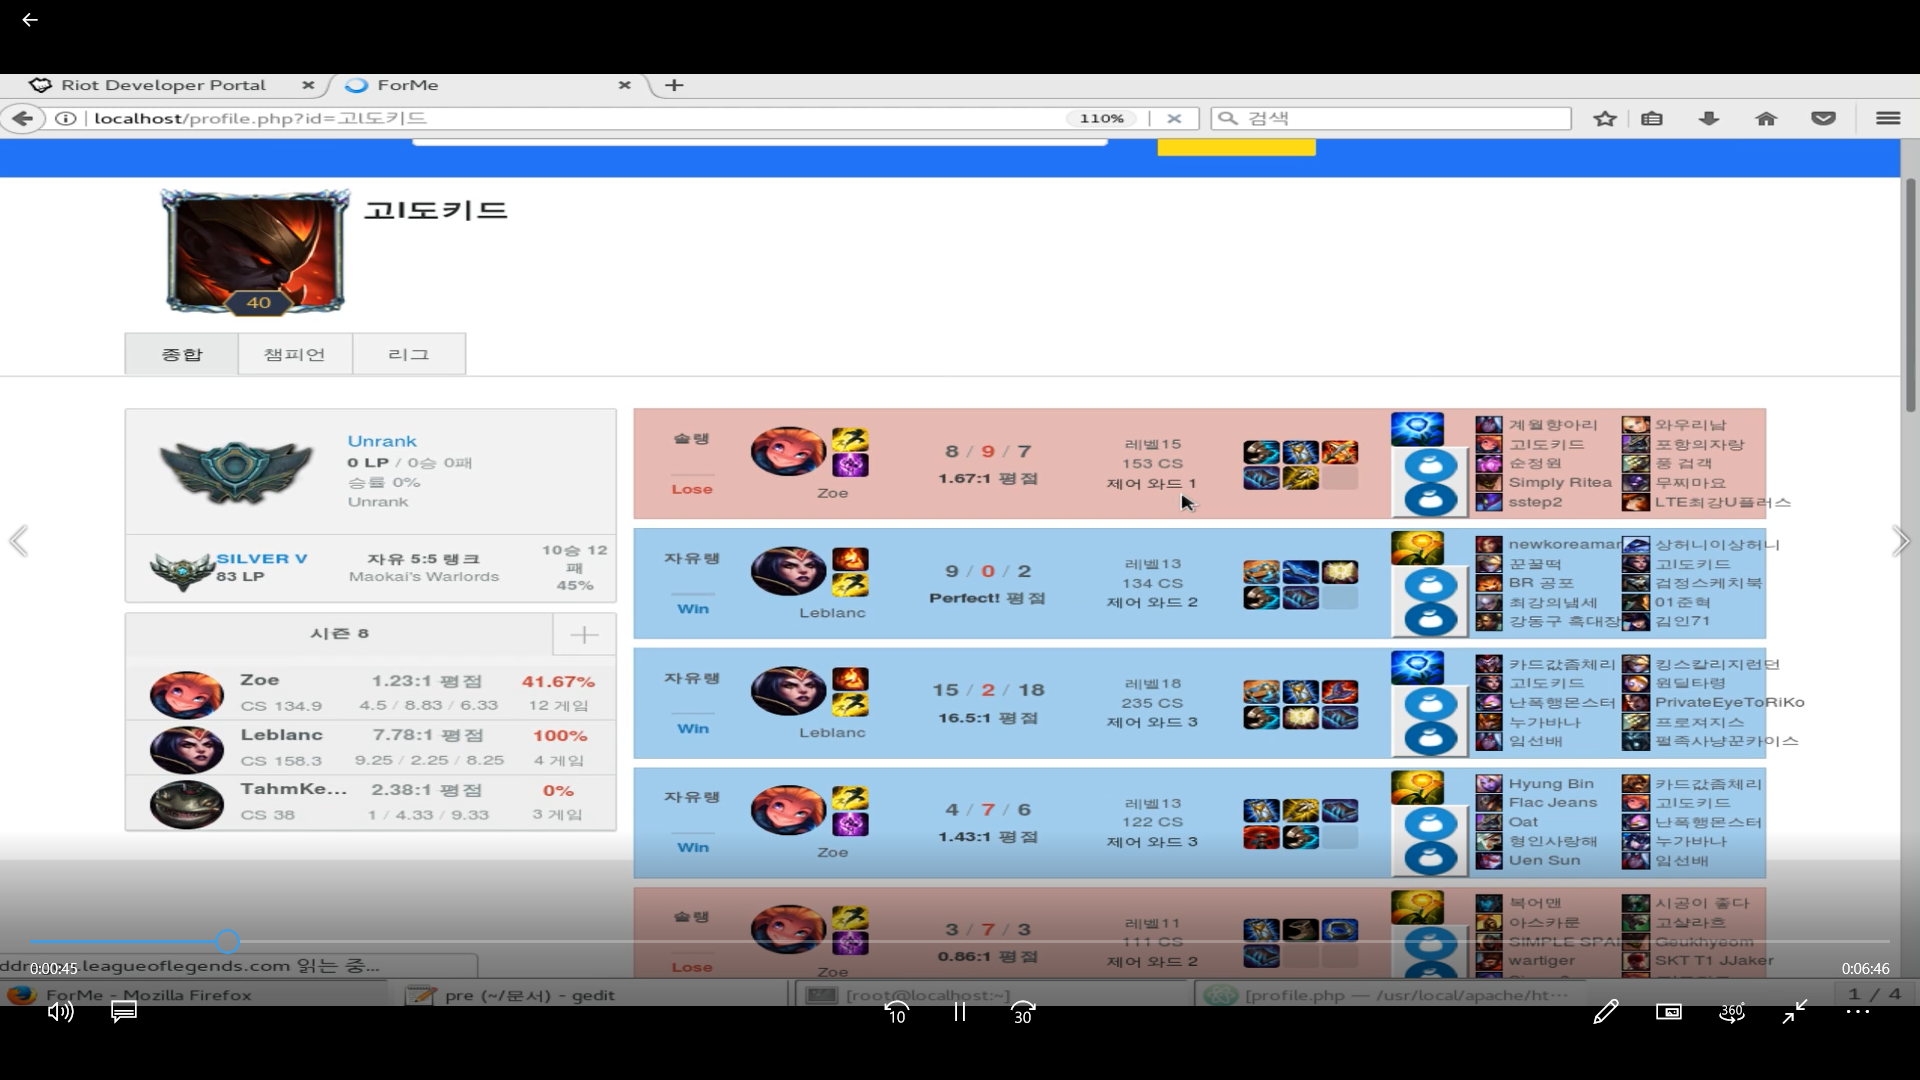 Riot Developer Portal
ForMe
localhost/profile.php?id=고l도키드
110%
검색
고l도키드
40
종합
챔피언
리그
Unrank
0 LP / 0승 0패
승률 0%
Unrank
SILVER V
83 LP
자유 5:5 랭크
Maokai's Warlords
10승 12
패
45%
시즌 8
Zoe
CS 134.9
1.23:1 평점
4.5 / 8.83 / 6.33
41.67%
12 게임
Leblanc
CS 158.3
7.78:1 평점
9.25 / 2.25 / 8.25
100%
4 게임
TahmKe...
CS 38
2.38:1 평점
1 / 4.33 / 9.33
0%
3 게임
솔랭
Lose
Zoe
8 / 9 / 7
1.67:1 평점
레벨15
153 CS
제어 와드 1
계월향아리
고l도키드
순정원
Simply Ritea
sstep2
와우리남
포항의자랑
풍 검객
무찌마요
LTE최강U플러스
자유랭
Win
Leblanc
9 / 0 / 2
Perfect! 평점
레벨13
134 CS
제어 와드 2
newkoreamar
꾼꿀떡
BR 공포
최강의냄세
강동구 흑대장
상허니이상허니
고l도키드
검정스케치북
01준혁
김인71
자유랭
Win
Leblanc
15 / 2 / 18
16.5:1 평점
레벨18
235 CS
제어 와드 3
카드값좀체리
고l도키드
난폭행몬스터
누가바나
임선배
킹스칼리지런던
원딜타령
PrivateEyeToRiKo
프로져지스
펄족사냥꾼카이스
자유랭
Win
Zoe
4 / 7 / 6
1.43:1 평점
레벨13
122 CS
제어 와드 3
Hyung Bin
Flac Jeans
Oat
형인사랑해
Uen Sun
카드값좀체리
고l도키드
난폭행몬스터
누가바나
임선배
솔랭
Lose
Zoe
3 / 7 / 3
0.86:1 평점
레벨11
111 CS
제어 와드 2
복어맨
아스카룬
SIMPLE SPAI
wartiger
시공이 좋다
고샬라흐
Geukhyeom
SKT T1 JJaker
leagueoflegends.com 읽는 중...
0:00:45
0:06:46
ForMe - Mozilla Firefox
pre (~/문서) - gedit
[root@localhost:~]
[profile.php — /usr/local/apache/ht···
1 / 4
10
30
360°